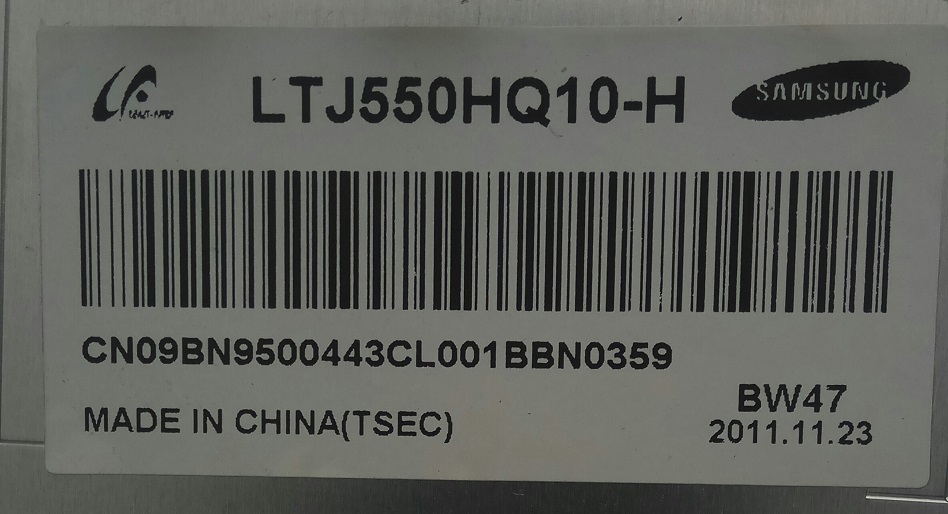 LTJ550HQ10-H
SAMSUNG
CN09BN9500443CL001BBN0359
BW47
MADE IN CHINA(TSEC)
2011.11.23